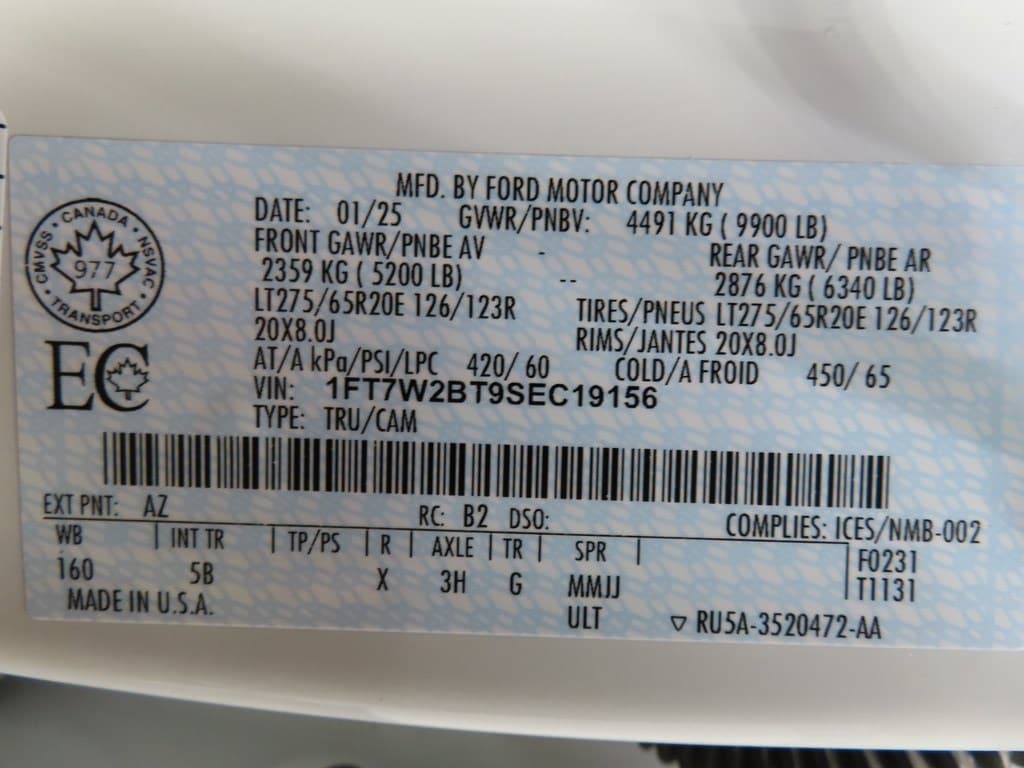 MFD. BY FORD MOTOR COMPANY
DATE: 01/25 GVWR/PNBV: 4491 KG ( 9900 LB)
FRONT GAWR/PNBE AV - REAR GAWR/ PNBE AR
2359 KG ( 5200 LB) -- 2876 KG ( 6340 LB)
LT275/65R20E 126/123R TIRES/PNEUS LT275/65R20E 126/123R
20X8.0J RIMS/JANTES 20X8.0J
AT/A kPa/PSI/LPC 420/ 60 COLD/A FROID 450/ 65
VIN: 1FT7W2BT9SEC19156
TYPE: TRU/CAM
CANADA
CMVSS NSVAC
977
TRANSPORT
EC
EXT PNT: AZ RC: B2 DSO: COMPLIES: ICES/NMB-002
WB | INT TR | TP/PS | R | AXLE | TR | SPR | F0231
160 5B X 3H G MMJJ T1131
MADE IN U.S.A. ULT ▽ RU5A-3520472-AA